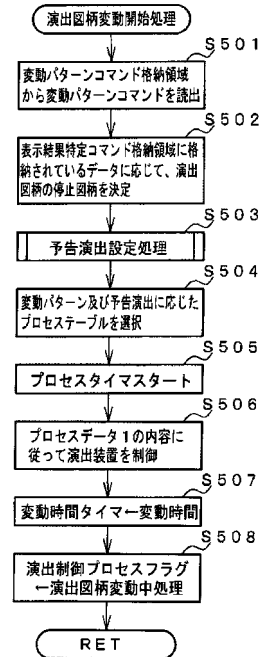 演出図柄変動開始処理
S501
変動パターンコマンド格納領域
から変動パターンコマンドを読出
S502
表示結果特定コマンド格納領域に格
納されているデータに応じて、演出
図柄の停止図柄を決定
S503
予告演出設定処理
S504
変動パターン及び予告演出に応じた
プロセステーブルを選択
S505
プロセスタイマスタート
S506
プロセスデータ1の内容に
従って演出装置を制御
S507
変動時間タイマ←変動時間
S508
演出制御プロセスフラグ
←演出図柄変動中処理
RET